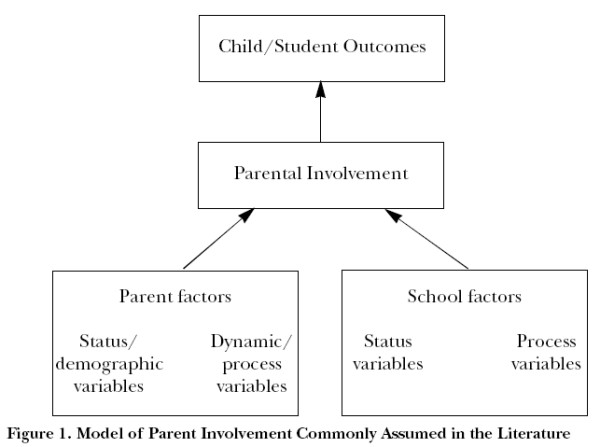 Child/Student Outcomes
Parental Involvement
Parent factors
Status/
demographic
variables
Dynamic/
process
variables
School factors
Status
variables
Process
variables
Figure 1. Model of Parent Involvement Commonly Assumed in the Literature